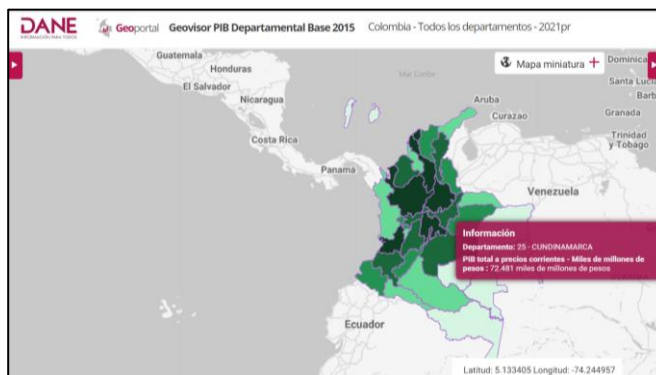 DANE
INFORMACIÓN PARA TODOS
Geoportal
Geovisor PIB Departamental Base 2015
Colombia - Todos los departamentos - 2021pr
Mapa miniatura +
Guatemala
Honduras
El Salvador
Nicaragua
Costa Rica
Panamá
Mar Caribe
Aruba
Curazao
Dominica
Santa Lucí
Barb
Granada
Trinidad
y Tobago
Venezuela
Información
Departamento: 25 - CUNDINAMARCA
PIB total a precios corrientes - Miles de millones de
pesos : 72.481 miles de millones de pesos
Ecuador
Latitud: 5.133405 Longitud: -74.244957